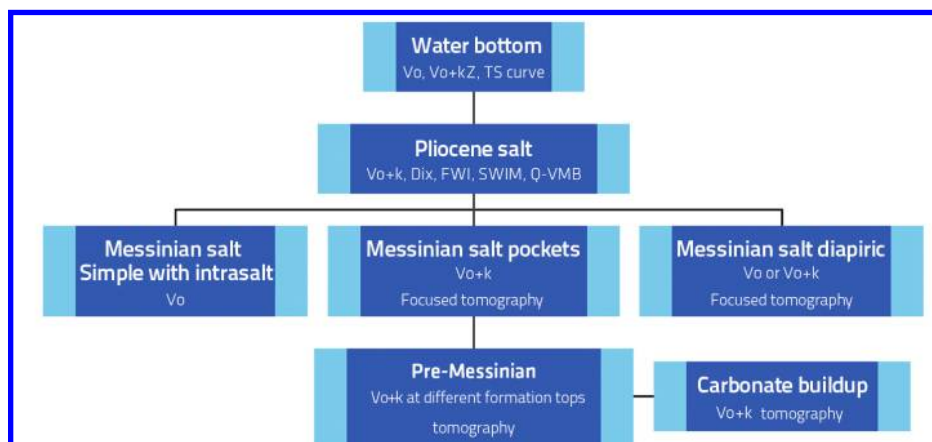 Water bottom
Vo, Vo+kZ, TS curve
Pliocene salt
Vo+k, Dix, FWI, SWIM, Q-VMB
Messinian salt
Simple with intrasalt
Vo
Messinian salt pockets
Vo+k
Focused tomography
Messinian salt diapiric
Vo or Vo+k
Focused tomography
Pre-Messinian
Vo+k at different formation tops
tomography
Carbonate buildup
Vo+k tomography